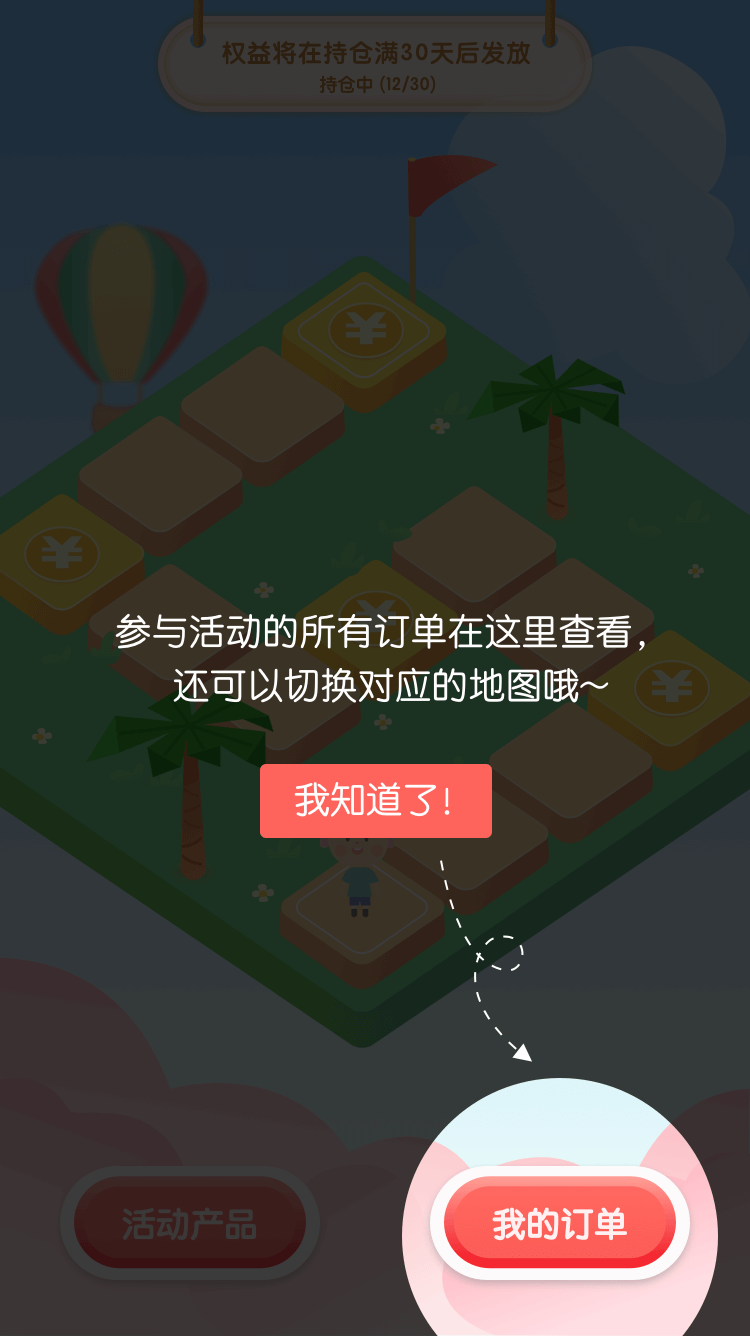 权益将在持仓满30天后发放
持仓中 (12/30)
¥
¥
¥
¥
参与活动的所有订单在这里查看，
还可以切换对应的地图哦～
我知道了!
活动产品
我的订单